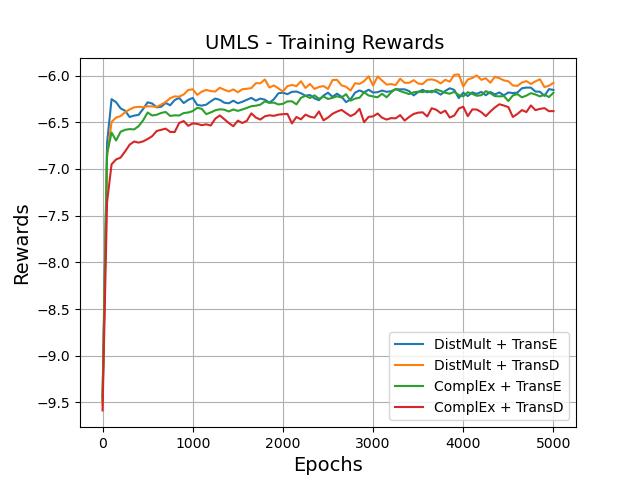 UMLS - Training Rewards
Rewards
−6.0
−6.5
−7.0
−7.5
−8.0
−8.5
−9.0
−9.5
DistMult + TransE
DistMult + TransD
ComplEx + TransE
ComplEx + TransD
0 1000 2000 3000 4000 5000
Epochs